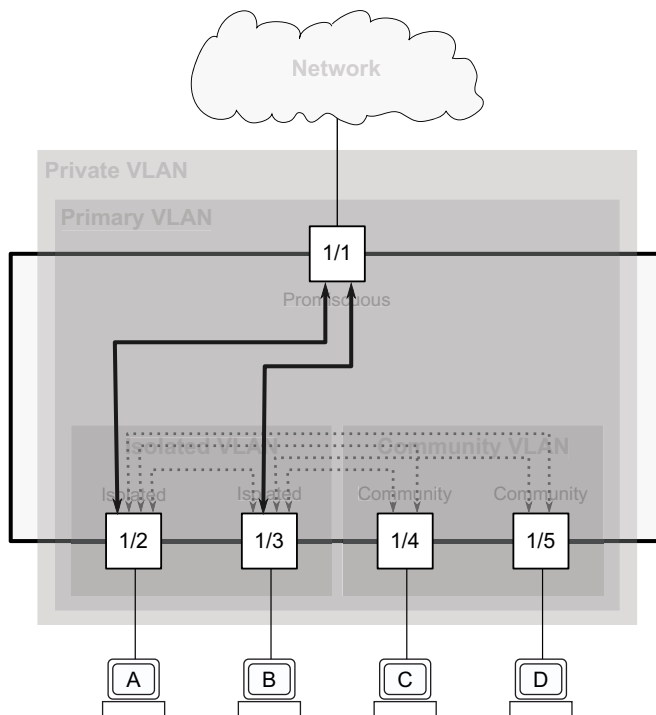 Network
Private VLAN
Primary VLAN
1/1
Promiscuous
Isolated VLAN
Community VLAN
Isolated
Isolated
Community
Community
1/2
1/3
1/4
1/5
A
B
C
D